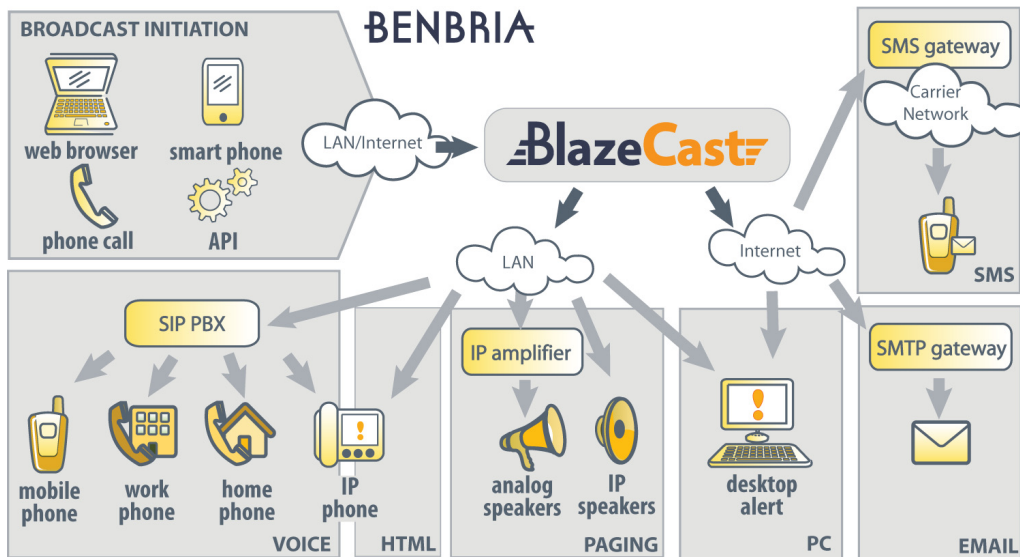 BROADCAST INITIATION
BENBRIA
web browser
smart phone
phone call
API
LAN/Internet
BlazeCast
SMS gateway
Carrier
Network
SMS
LAN
Internet
SIP PBX
mobile
phone
work
phone
home
phone
IP
phone
VOICE
HTML
IP amplifier
analog
speakers
IP
speakers
PAGING
desktop
alert
PC
SMTP gateway
EMAIL